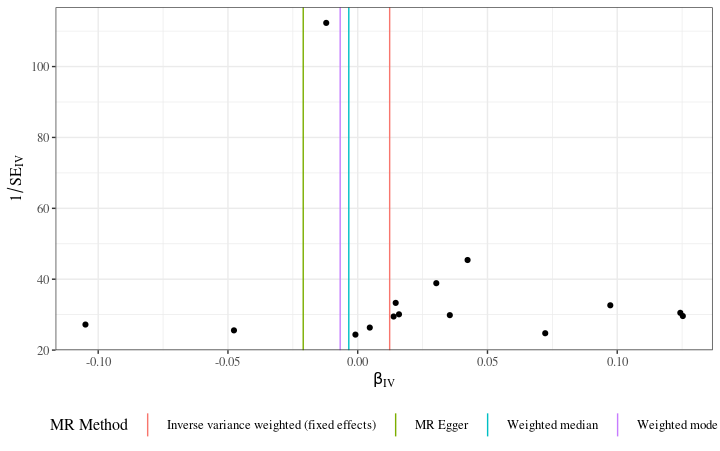 100
80
60
40
20
1/SE_IV
-0.10 -0.05 0.00 0.05 0.10
β_IV
MR Method Inverse variance weighted (fixed effects) MR Egger Weighted median Weighted mode